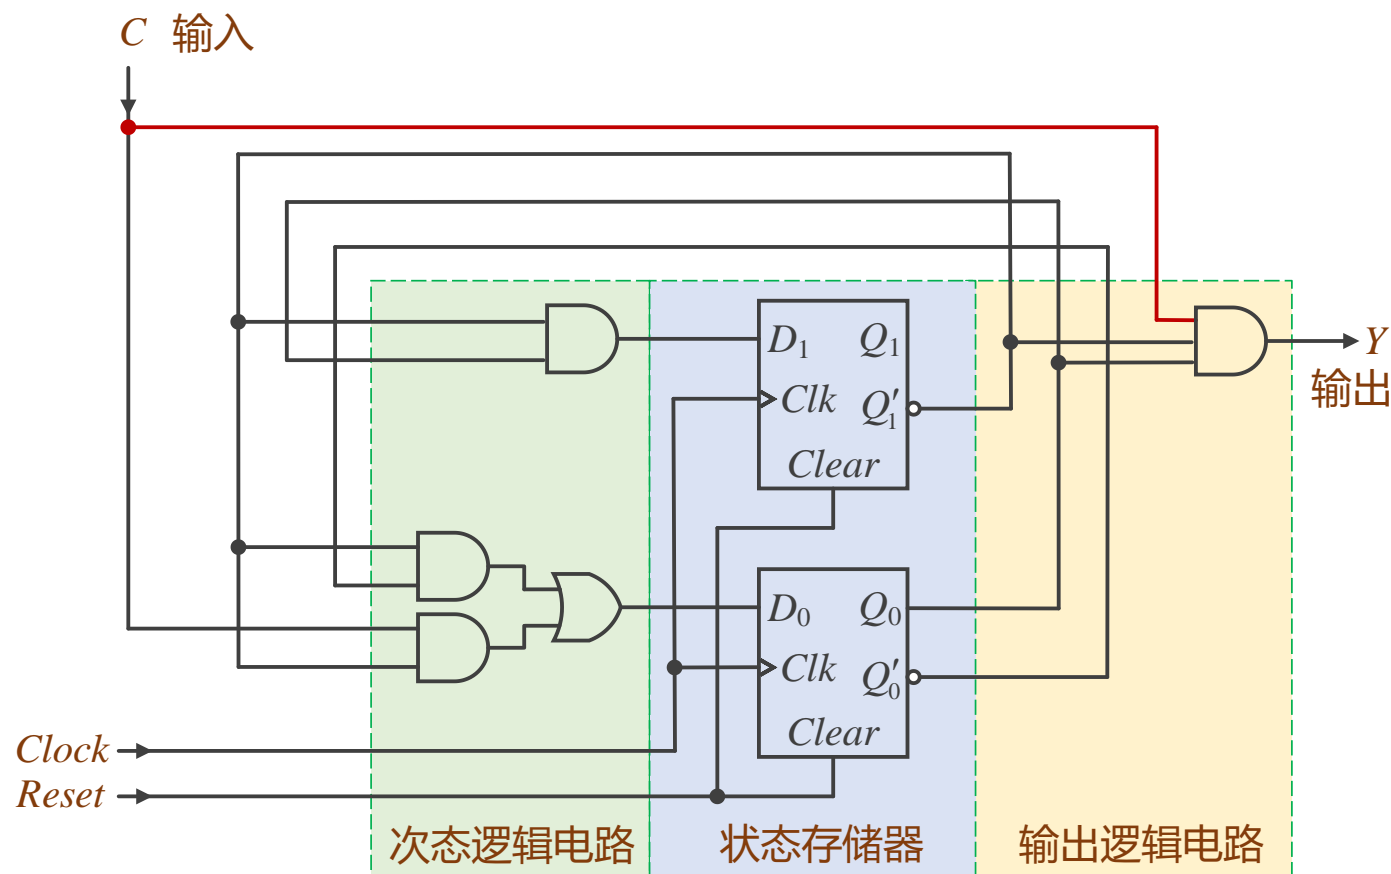 C 输入
D₁ Q₁
Clk Q₁′
Clear
Y
输出
D₀ Q₀
Clk Q₀′
Clear
Clock
Reset
次态逻辑电路 状态存储器 输出逻辑电路